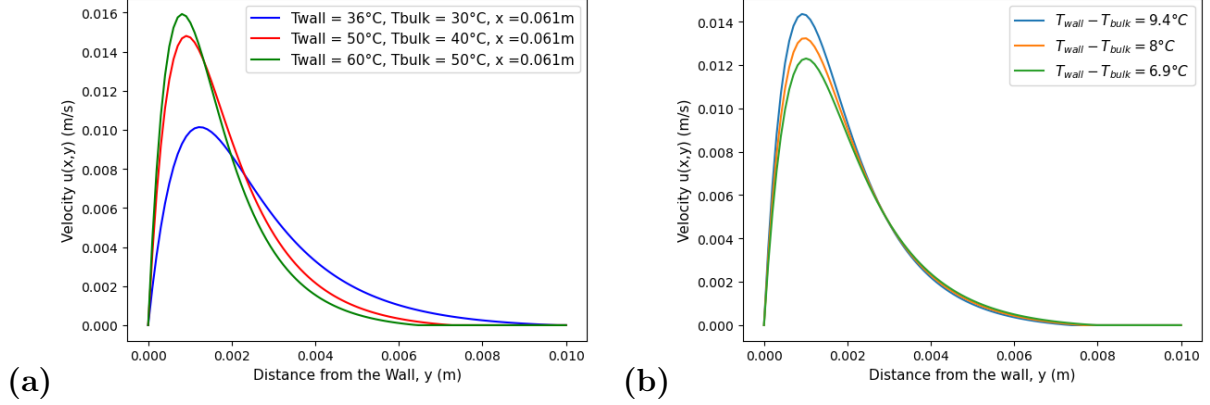 0.016
0.014
0.012
0.010
0.008
0.006
0.004
0.002
0.000
Velocity u(x,y) (m/s)
Twall = 36°C, Tbulk = 30°C, x =0.061m
Twall = 50°C, Tbulk = 40°C, x =0.061m
Twall = 60°C, Tbulk = 50°C, x =0.061m
0.000 0.002 0.004 0.006 0.008 0.010
Distance from the Wall, y (m)
(a)
0.014
0.012
0.010
0.008
0.006
0.004
0.002
0.000
Velocity u(x,y) (m/s)
T_wall − T_bulk = 9.4°C
T_wall − T_bulk = 8°C
T_wall − T_bulk = 6.9°C
0.000 0.002 0.004 0.006 0.008 0.010
Distance from the wall, y (m)
(b)